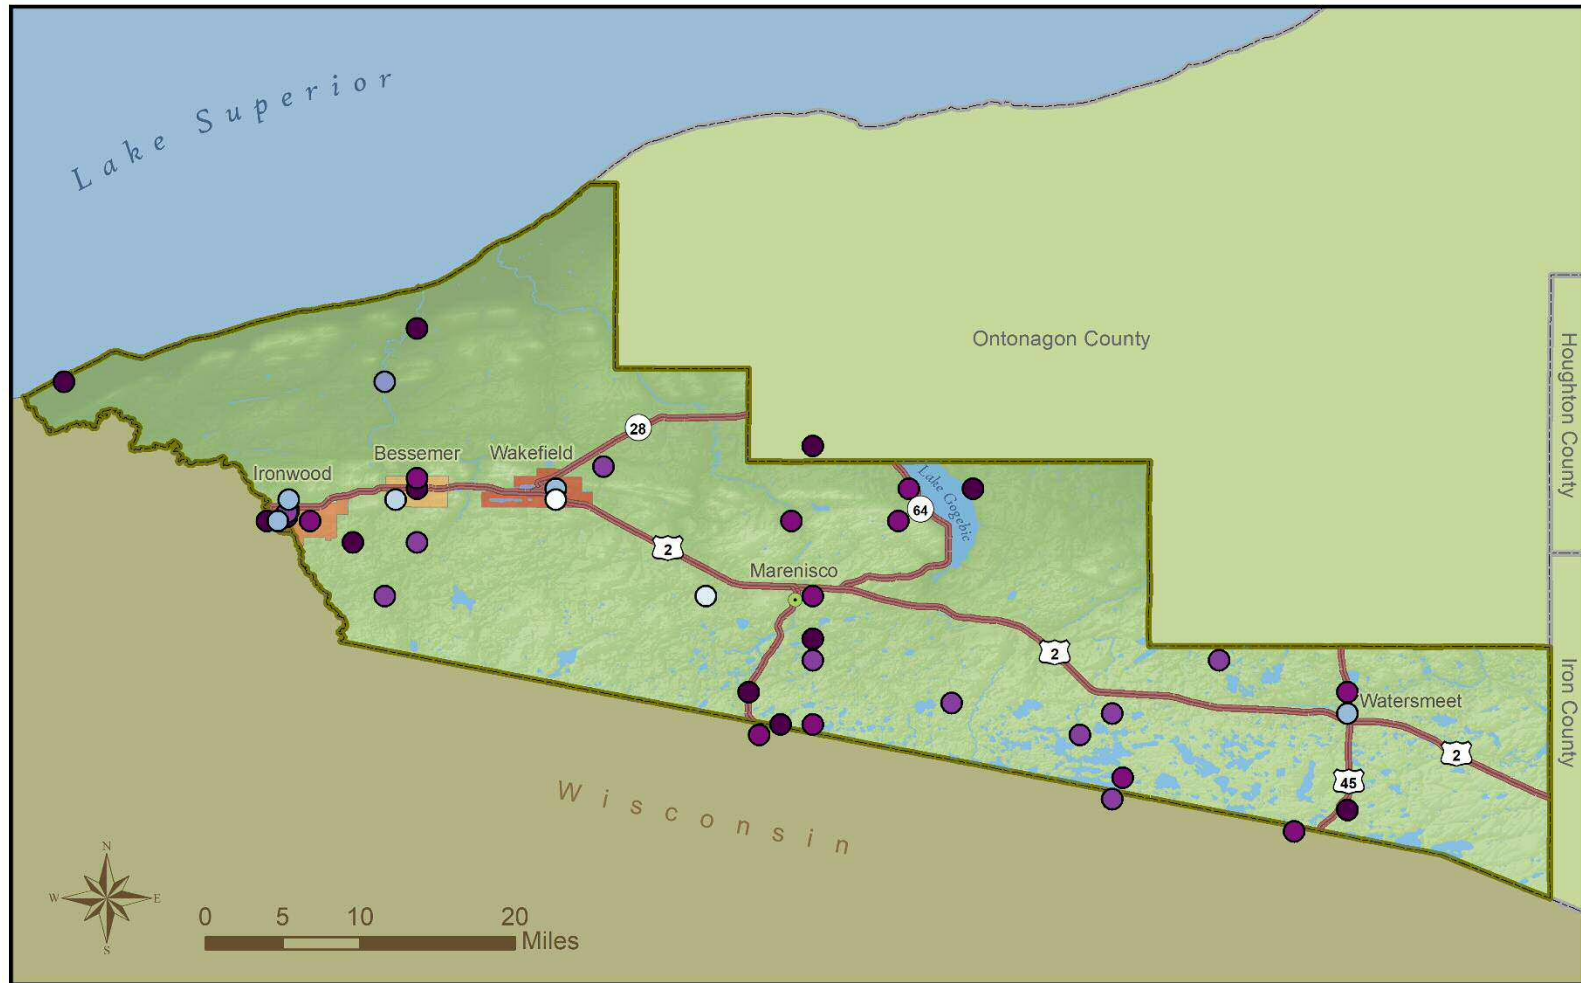 Lake Superior
Ontonagon County
Houghton County
Iron County
28
Bessemer
Wakefield
Ironwood
Lake Gogebic
64
2
Marenisco
2
Watersmeet
2
45
Wisconsin
N
W
E
S
0
5
10
20
Miles